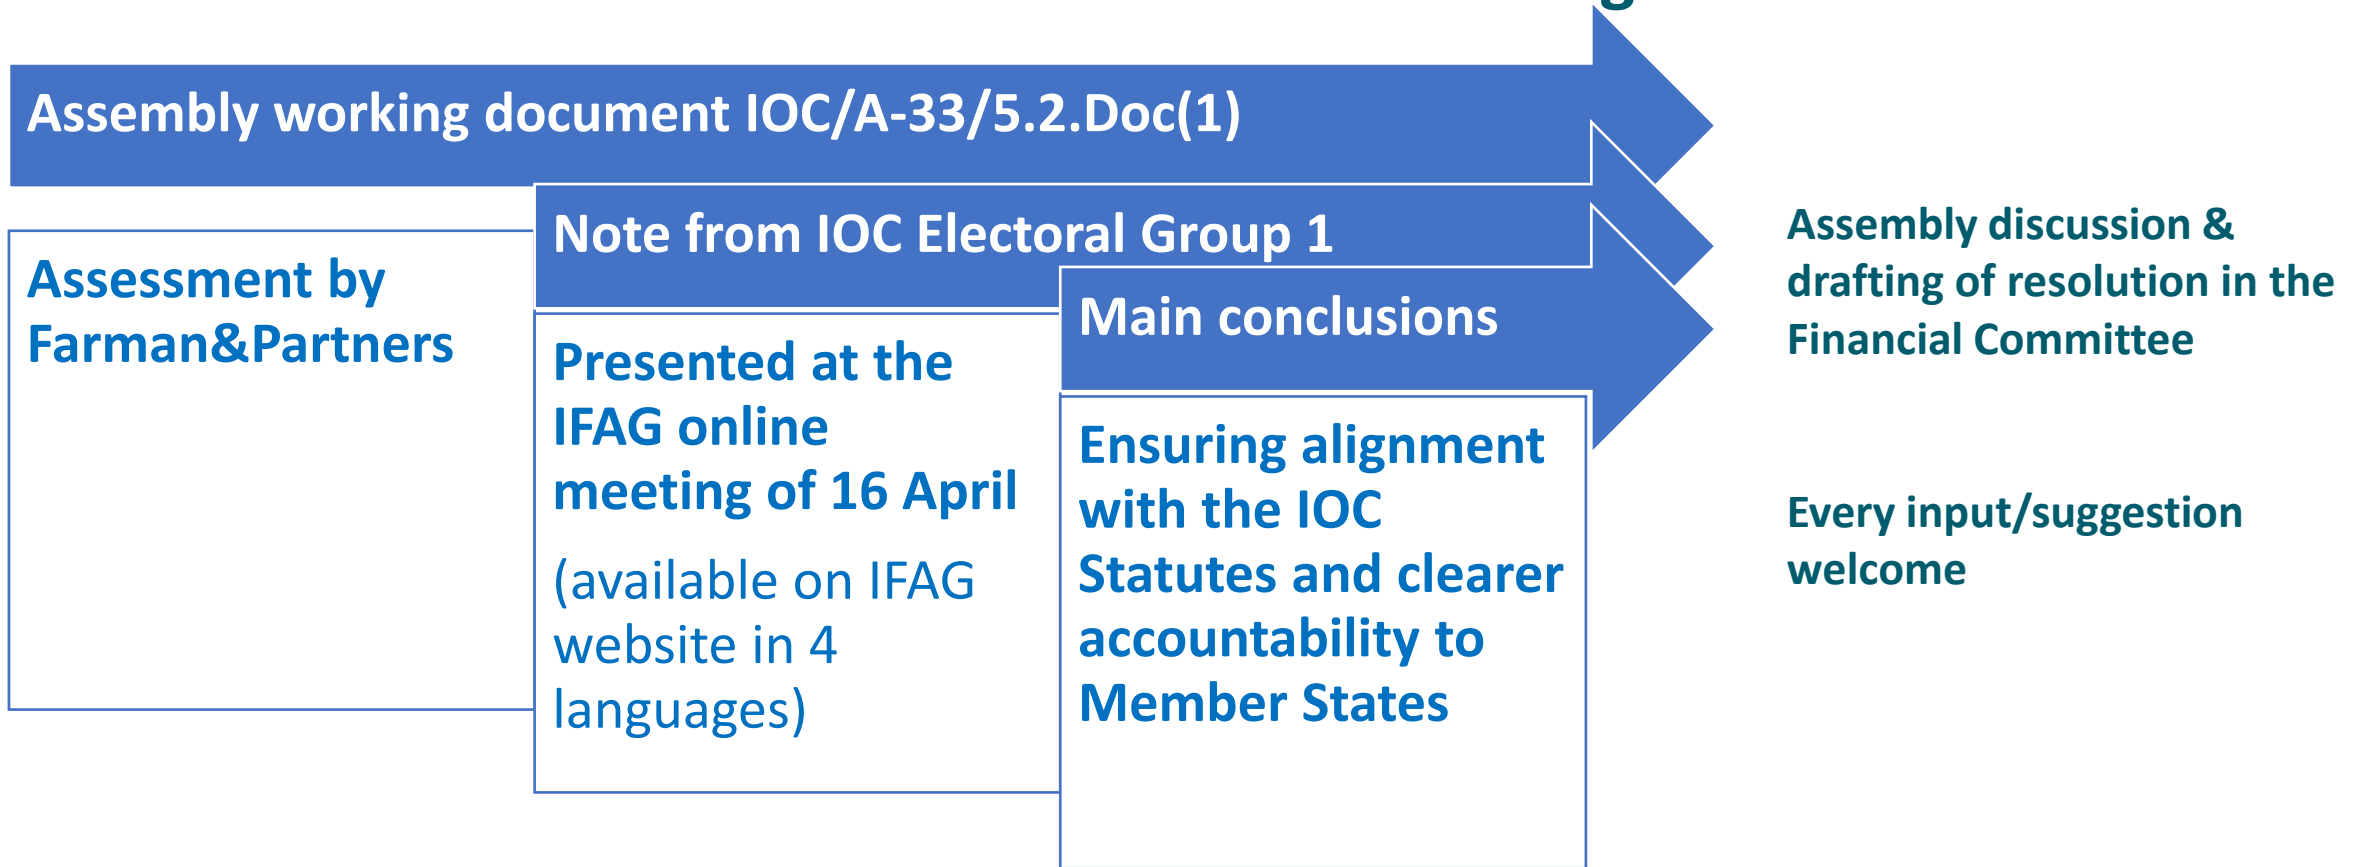 Assembly working document IOC/A-33/5.2.Doc(1)
Assessment by
Farman&Partners
Note from IOC Electoral Group 1
Presented at the
IFAG online
meeting of 16 April
(available on IFAG
website in 4
languages)
Main conclusions
Ensuring alignment
with the IOC
Statutes and clearer
accountability to
Member States
Assembly discussion &
drafting of resolution in the
Financial Committee
Every input/suggestion
welcome